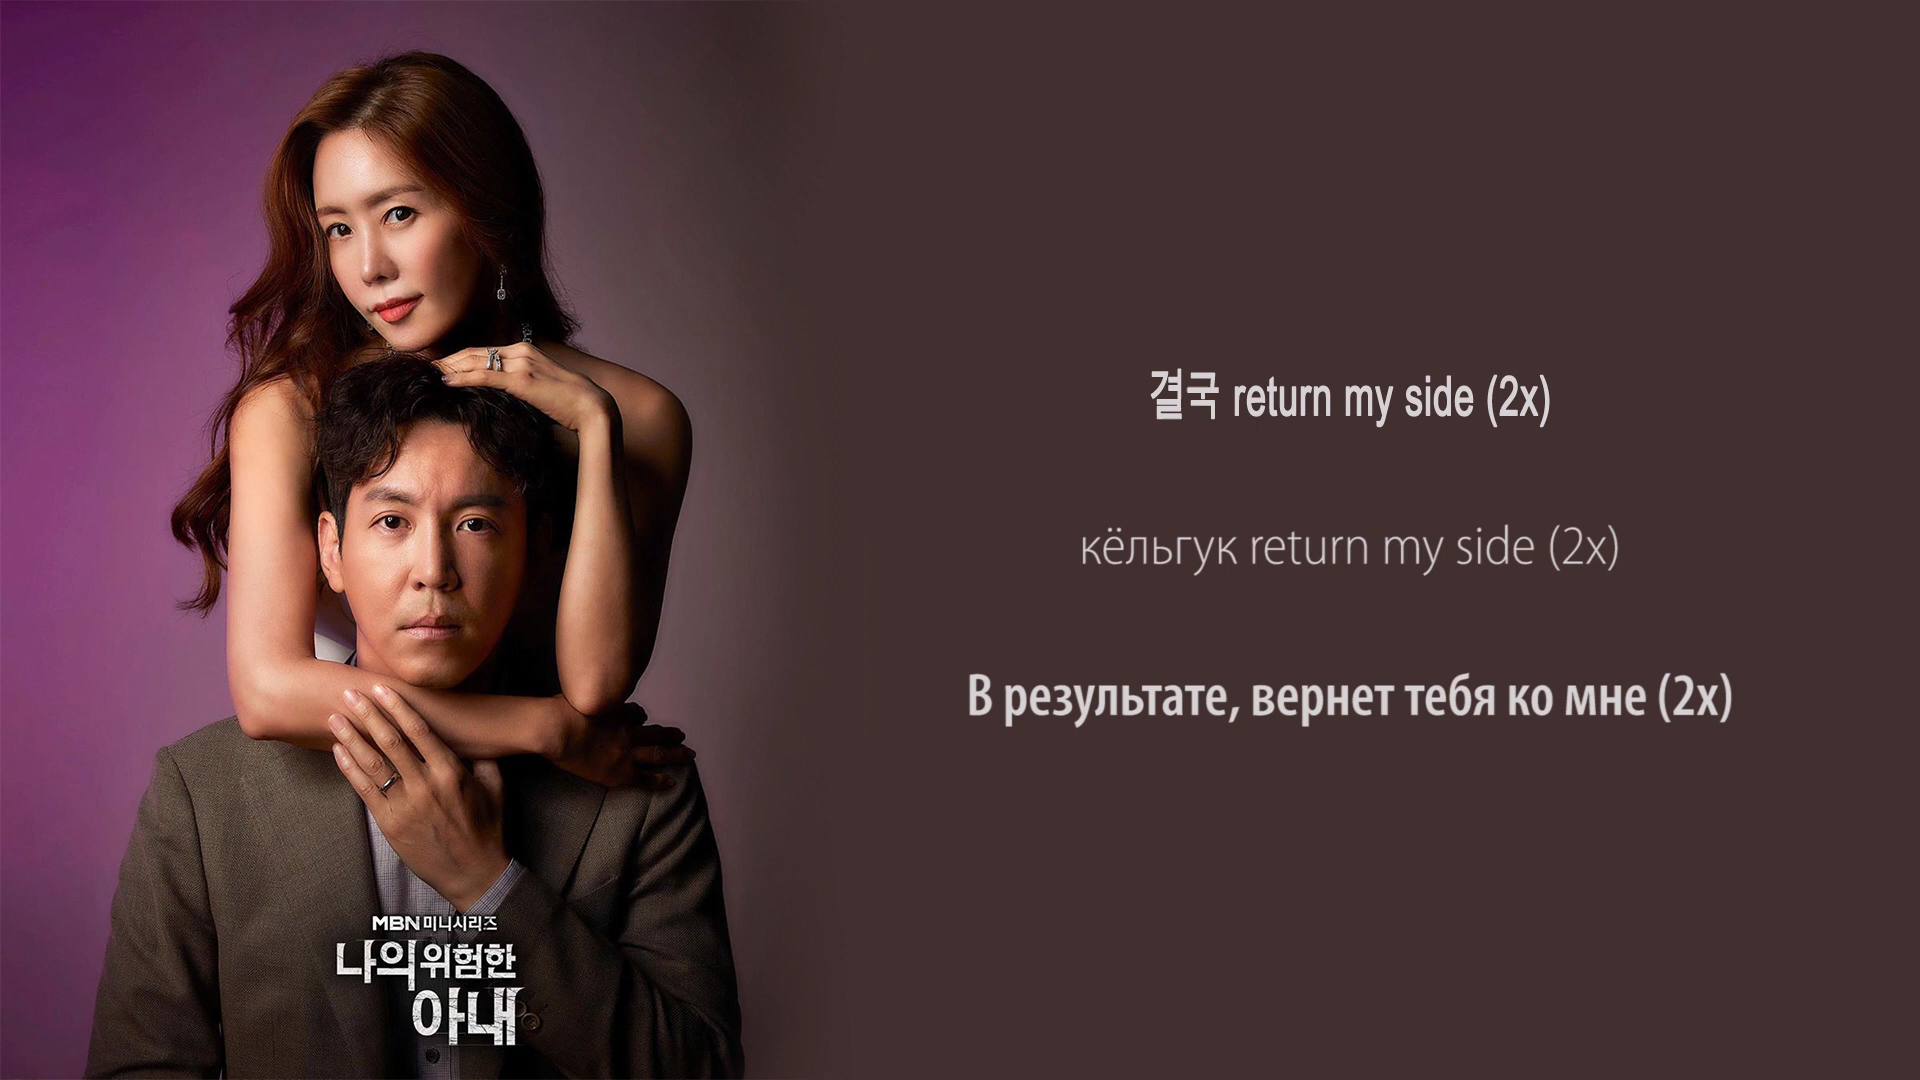 결국 return my side (2x)
кёльгук return my side (2x)
В результате, вернет тебя ко мне (2x)
MBN 미니시리즈
나의 위험한
아내